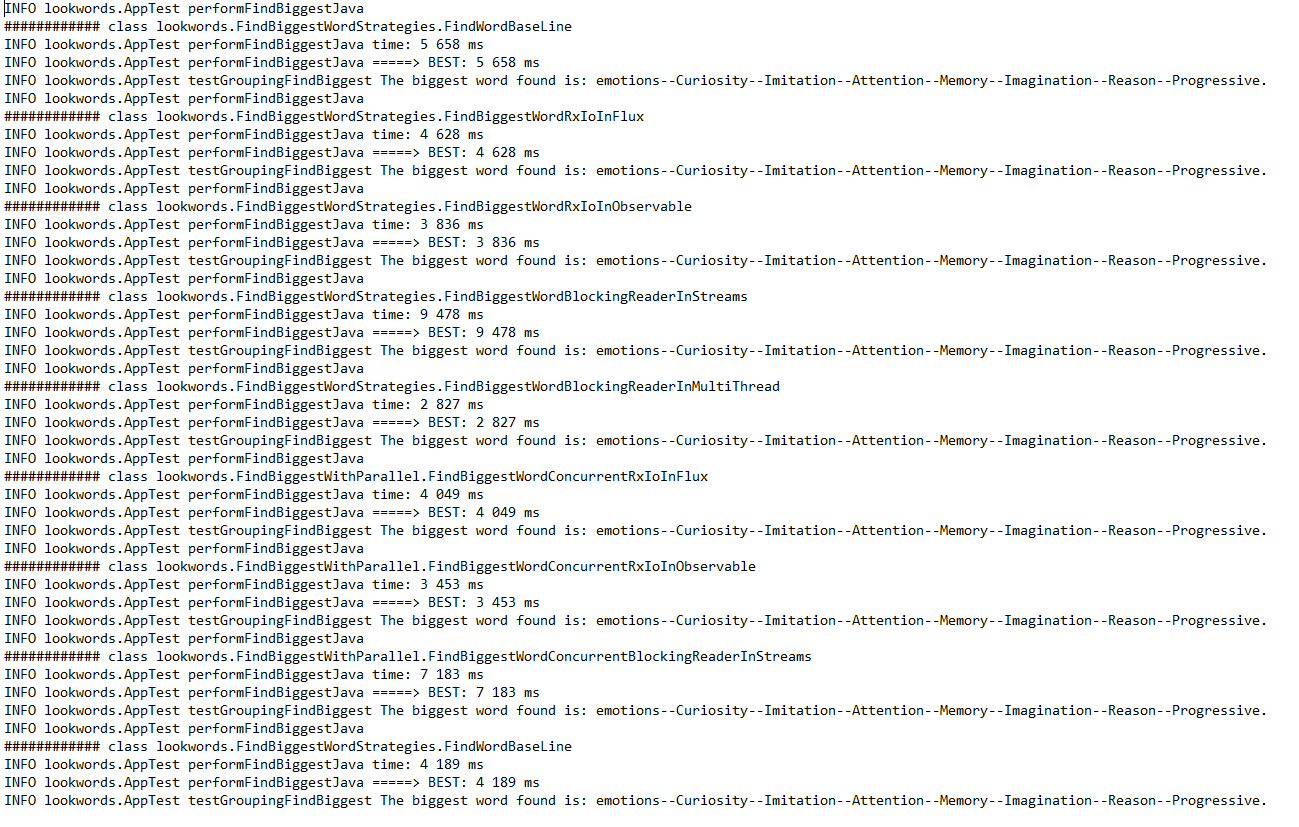 INFO lookwords.AppTest performFindBiggestJava
############ class lookwords.FindBiggestWordStrategies.FindWordBaseLine
INFO lookwords.AppTest performFindBiggestJava time: 5 658 ms
INFO lookwords.AppTest performFindBiggestJava =====> BEST: 5 658 ms
INFO lookwords.AppTest testGroupingFindBiggest The biggest word found is: emotions--Curiosity--Imitation--Attention--Memory--Imagination--Reason--Progressive.
INFO lookwords.AppTest performFindBiggestJava
############ class lookwords.FindBiggestWordStrategies.FindBiggestWordRxIoInFlux
INFO lookwords.AppTest performFindBiggestJava time: 4 628 ms
INFO lookwords.AppTest performFindBiggestJava =====> BEST: 4 628 ms
INFO lookwords.AppTest testGroupingFindBiggest The biggest word found is: emotions--Curiosity--Imitation--Attention--Memory--Imagination--Reason--Progressive.
INFO lookwords.AppTest performFindBiggestJava
############ class lookwords.FindBiggestWordStrategies.FindBiggestWordRxIoInObservable
INFO lookwords.AppTest performFindBiggestJava time: 3 836 ms
INFO lookwords.AppTest performFindBiggestJava =====> BEST: 3 836 ms
INFO lookwords.AppTest testGroupingFindBiggest The biggest word found is: emotions--Curiosity--Imitation--Attention--Memory--Imagination--Reason--Progressive.
INFO lookwords.AppTest performFindBiggestJava
############ class lookwords.FindBiggestWordStrategies.FindBiggestWordBlockingReaderInStreams
INFO lookwords.AppTest performFindBiggestJava time: 9 478 ms
INFO lookwords.AppTest performFindBiggestJava =====> BEST: 9 478 ms
INFO lookwords.AppTest testGroupingFindBiggest The biggest word found is: emotions--Curiosity--Imitation--Attention--Memory--Imagination--Reason--Progressive.
INFO lookwords.AppTest performFindBiggestJava
############ class lookwords.FindBiggestWordStrategies.FindBiggestWordBlockingReaderInMultiThread
INFO lookwords.AppTest performFindBiggestJava time: 2 827 ms
INFO lookwords.AppTest performFindBiggestJava =====> BEST: 2 827 ms
INFO lookwords.AppTest testGroupingFindBiggest The biggest word found is: emotions--Curiosity--Imitation--Attention--Memory--Imagination--Reason--Progressive.
INFO lookwords.AppTest performFindBiggestJava
############ class lookwords.FindBiggestWithParallel.FindBiggestWordConcurrentRxIoInFlux
INFO lookwords.AppTest performFindBiggestJava time: 4 049 ms
INFO lookwords.AppTest performFindBiggestJava =====> BEST: 4 049 ms
INFO lookwords.AppTest testGroupingFindBiggest The biggest word found is: emotions--Curiosity--Imitation--Attention--Memory--Imagination--Reason--Progressive.
INFO lookwords.AppTest performFindBiggestJava
############ class lookwords.FindBiggestWithParallel.FindBiggestWordConcurrentRxIoInObservable
INFO lookwords.AppTest performFindBiggestJava time: 3 453 ms
INFO lookwords.AppTest performFindBiggestJava =====> BEST: 3 453 ms
INFO lookwords.AppTest testGroupingFindBiggest The biggest word found is: emotions--Curiosity--Imitation--Attention--Memory--Imagination--Reason--Progressive.
INFO lookwords.AppTest performFindBiggestJava
############ class lookwords.FindBiggestWithParallel.FindBiggestWordConcurrentBlockingReaderInStreams
INFO lookwords.AppTest performFindBiggestJava time: 7 183 ms
INFO lookwords.AppTest performFindBiggestJava =====> BEST: 7 183 ms
INFO lookwords.AppTest testGroupingFindBiggest The biggest word found is: emotions--Curiosity--Imitation--Attention--Memory--Imagination--Reason--Progressive.
INFO lookwords.AppTest performFindBiggestJava
############ class lookwords.FindBiggestWordStrategies.FindWordBaseLine
INFO lookwords.AppTest performFindBiggestJava time: 4 189 ms
INFO lookwords.AppTest performFindBiggestJava =====> BEST: 4 189 ms
INFO lookwords.AppTest testGroupingFindBiggest The biggest word found is: emotions--Curiosity--Imitation--Attention--Memory--Imagination--Reason--Progressive.